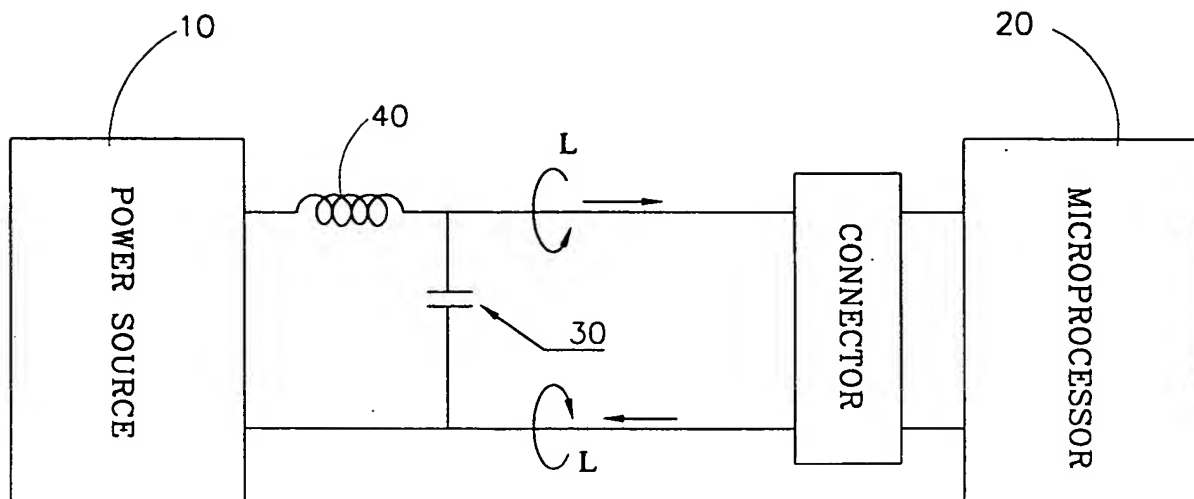 10
20
40
L
POWER SOURCE
CONNECTOR
MICROPROCESSOR
30
L